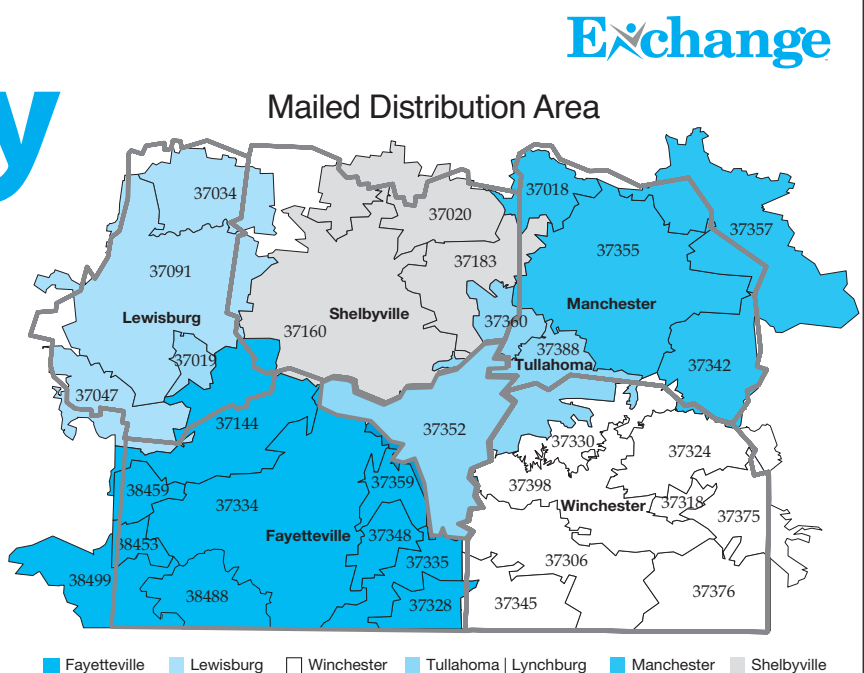 Exchange
y
Mailed Distribution Area
37034
37018
37020
37357
37355
37091
37183
Manchester
Lewisburg
Shelbyville
37160
37360
37019
37388
Tullahoma
37342
37047
37144
37352
37330
37324
37359
38459
37398
37318
37334
Winchester
37375
Fayetteville
37348
38453
37306
37335
38499
38488
37376
37328
37345
Fayetteville
Lewisburg
Winchester
Tullahoma | Lynchburg
Manchester
Shelbyville